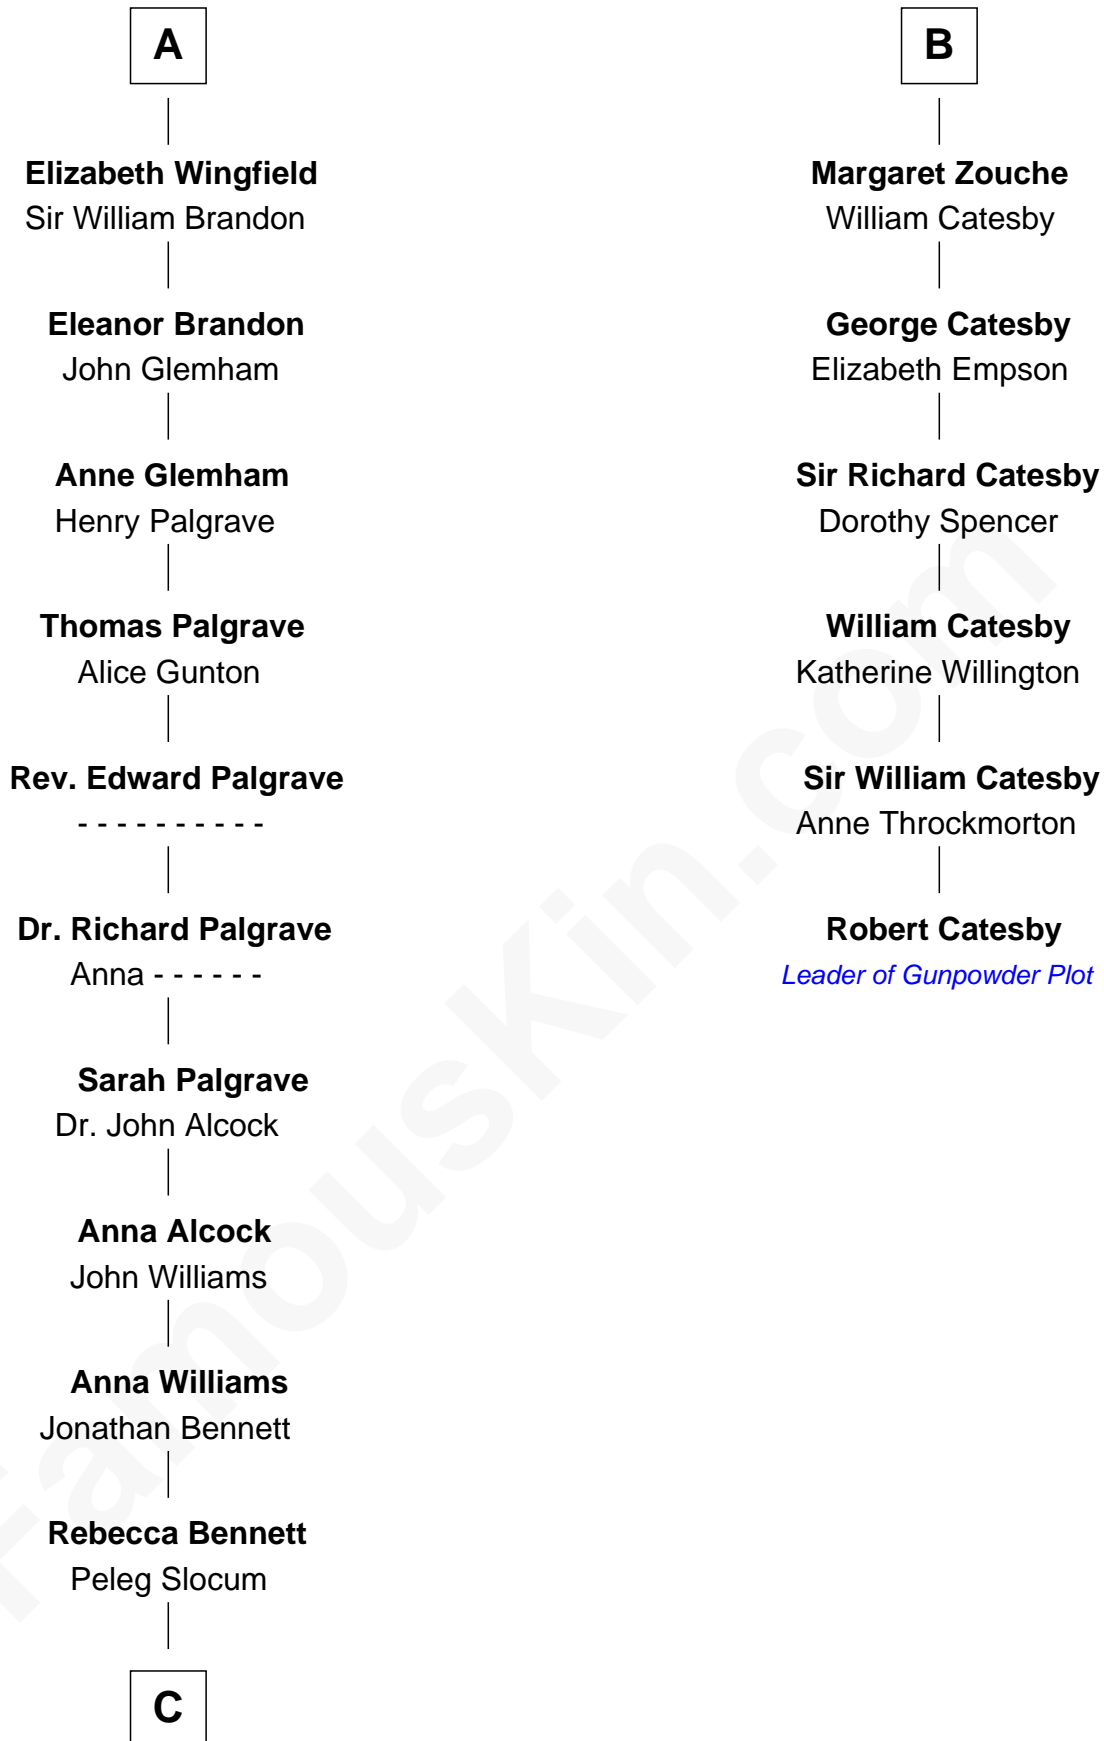 A
Elizabeth Wingfield
Sir William Brandon
Eleanor Brandon
John Glemham
Anne Glemham
Henry Palgrave
Thomas Palgrave
Alice Gunton
Rev. Edward Palgrave
- - - - - - - - - -
Dr. Richard Palgrave
Anna - - - - - -
Sarah Palgrave
Dr. John Alcock
Anna Alcock
John Williams
Anna Williams
Jonathan Bennett
Rebecca Bennett
Peleg Slocum
C
B
Margaret Zouche
William Catesby
George Catesby
Elizabeth Empson
Sir Richard Catesby
Dorothy Spencer
William Catesby
Katherine Willington
Sir William Catesby
Anne Throckmorton
Robert Catesby
Leader of Gunpowder Plot
FamousKin.com